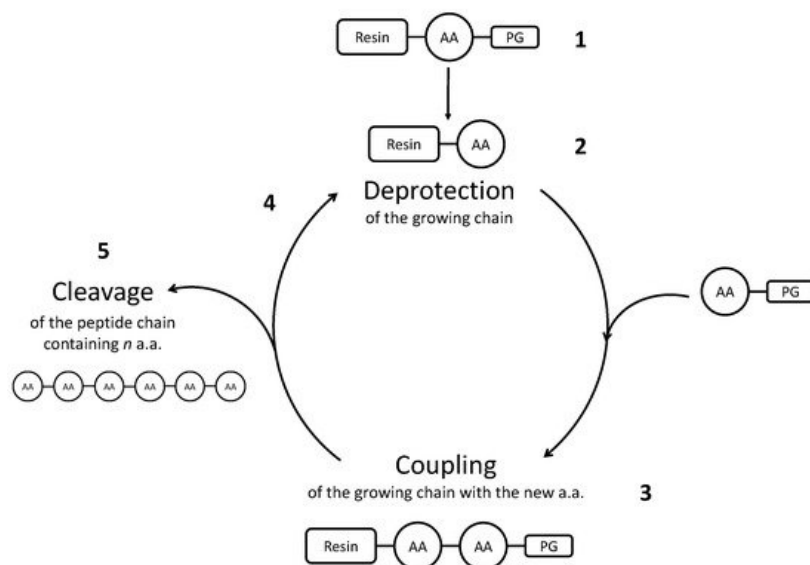 Resin AA PG 1
Resin AA 2
Deprotection
of the growing chain
4
5
Cleavage
of the peptide chain
containing n a.a.
AA AA AA AA AA AA
AA PG
Coupling
of the growing chain with the new a.a. 3
Resin AA AA PG